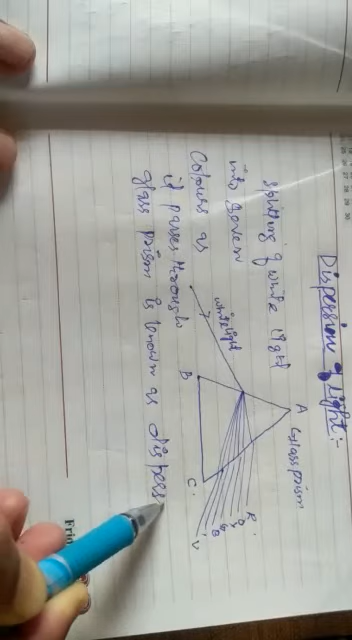 Dispersion of Light:-
splitting of white light
into seven
Colours as
it passes through
glass prism is known as dispers
A Glass prism
white light
B
C
R
O
Y
G
B
V